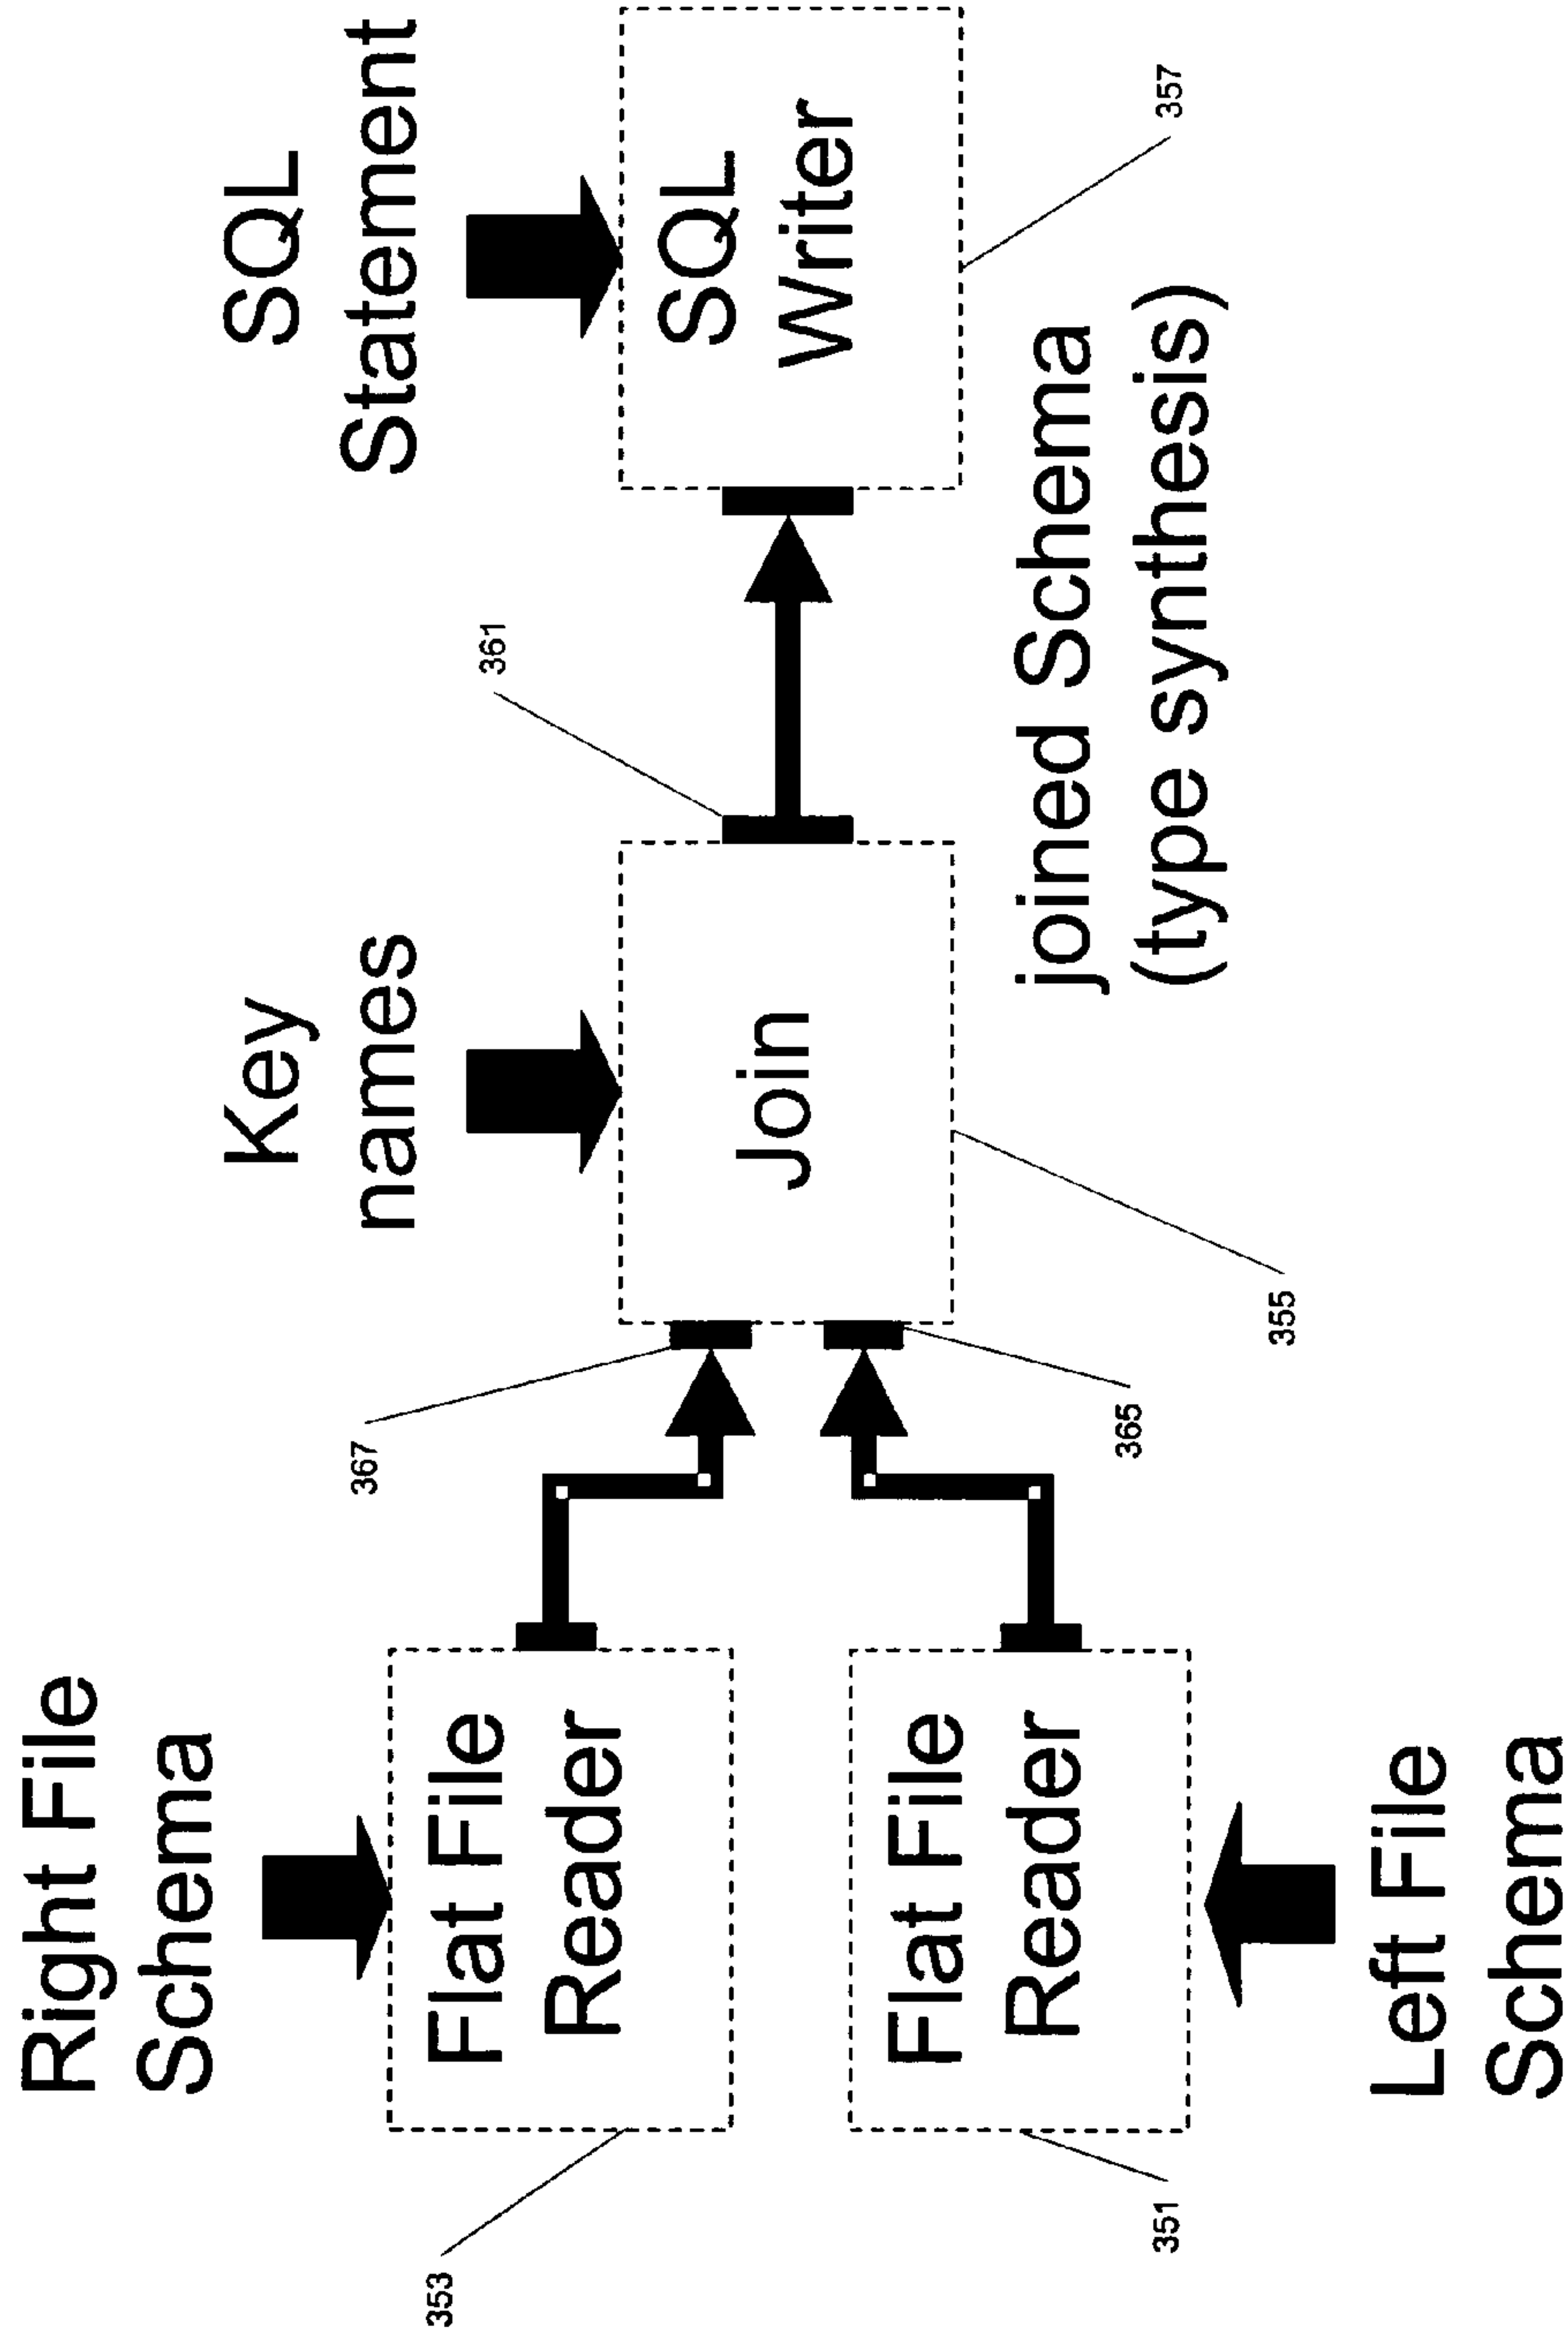 Right File
Schema
Key
names
SQL
Statement
353
Flat File
Reader
367
361
Join
SQL
Writer
Flat File
Reader
351
365
355
joined Schema
(type synthesis)
357
Left File
Schema